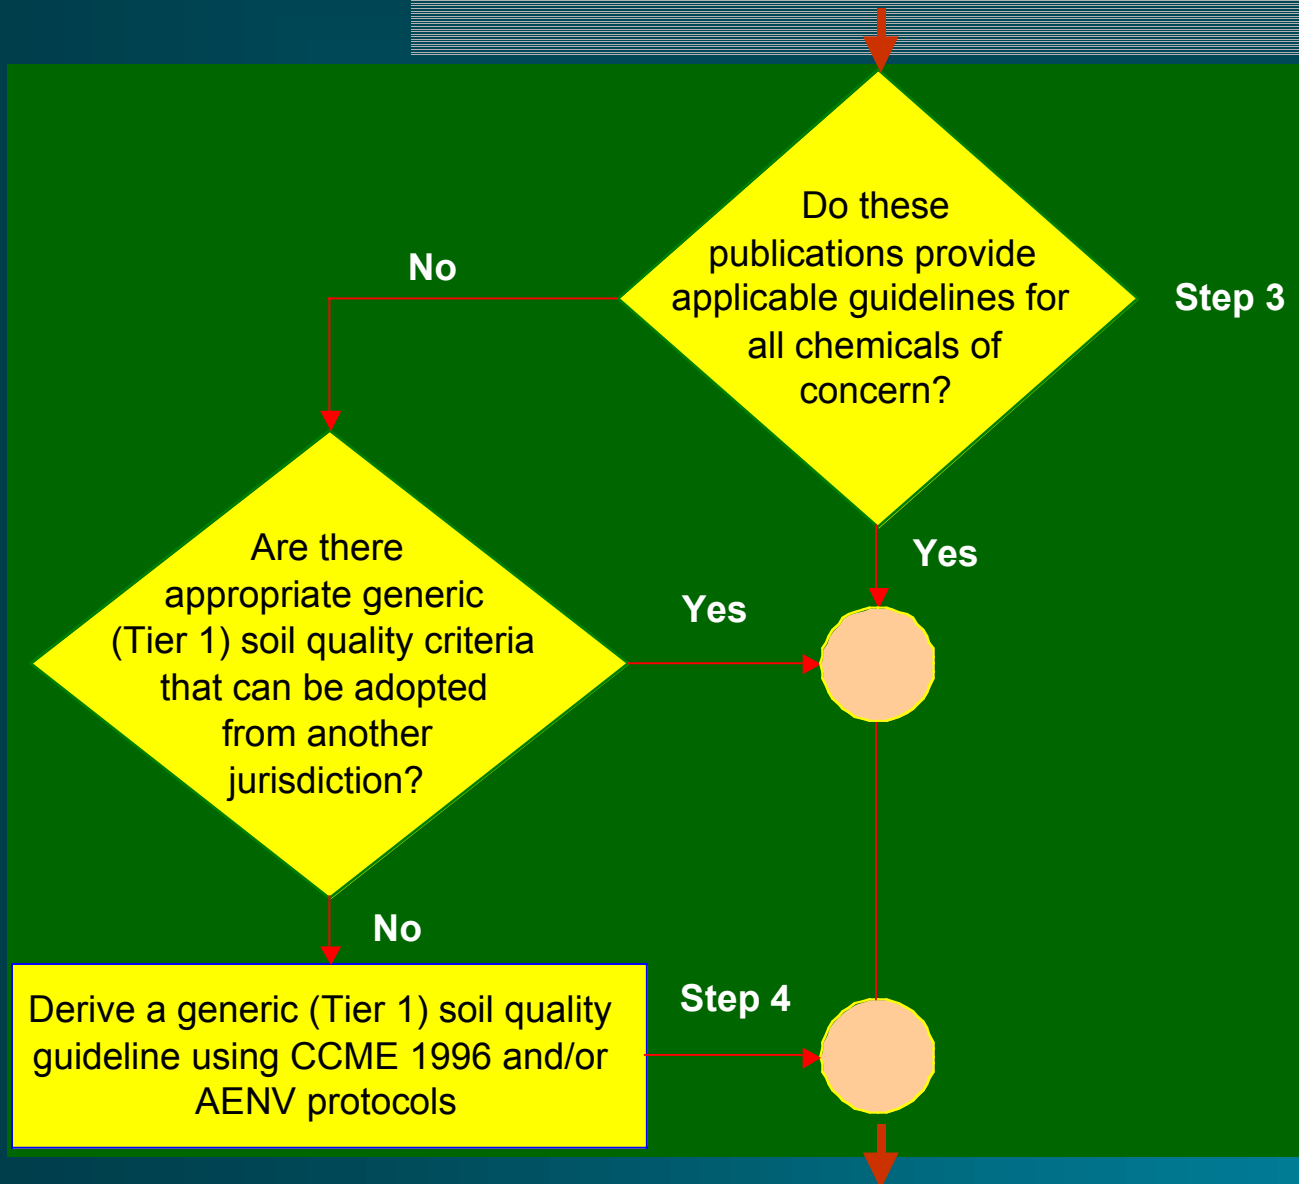 Do these
publications provide
applicable guidelines for
all chemicals of
concern?
Step 3
No
Yes
Are there
appropriate generic
(Tier 1) soil quality criteria
that can be adopted
from another
jurisdiction?
Yes
No
Derive a generic (Tier 1) soil quality
guideline using CCME 1996 and/or
AENV protocols
Step 4